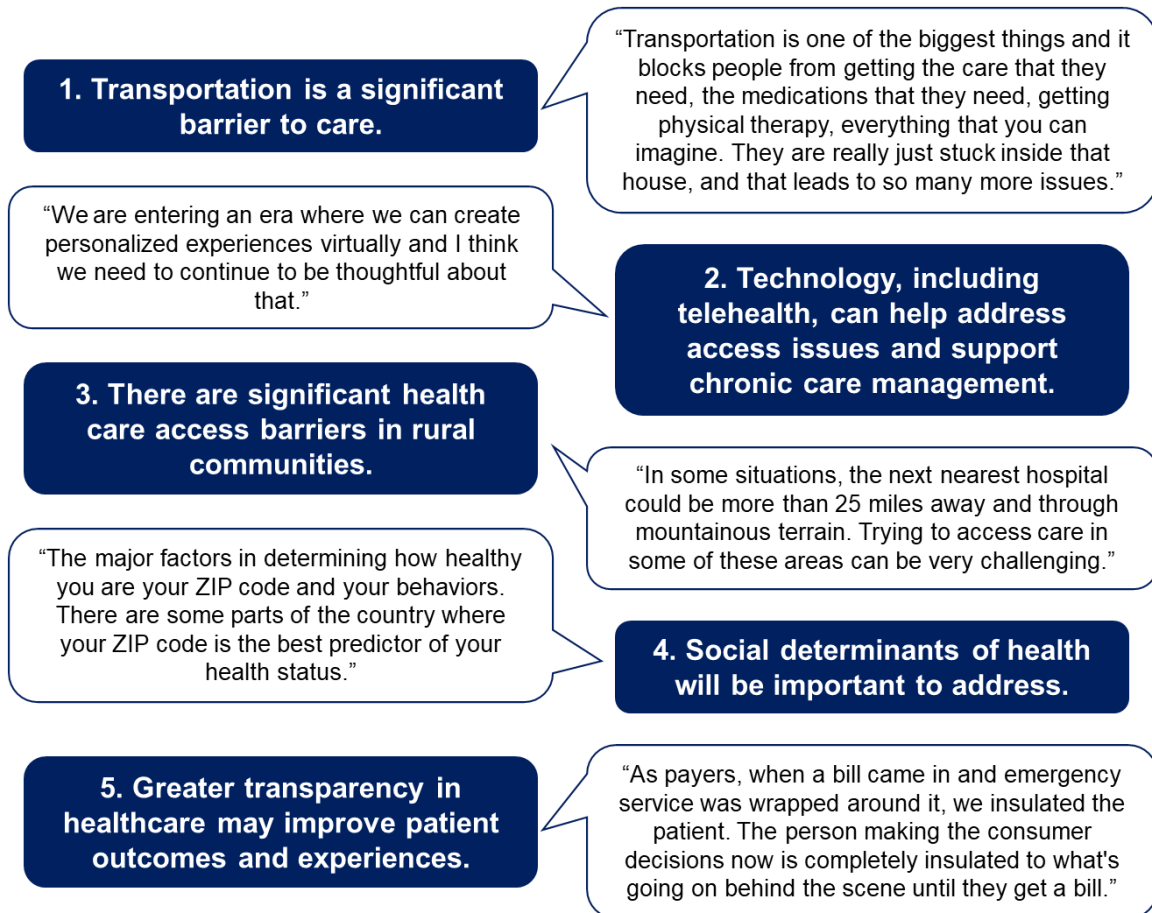 1. Transportation is a significant
barrier to care.
“Transportation is one of the biggest things and it
blocks people from getting the care that they
need, the medications that they need, getting
physical therapy, everything that you can
imagine. They are really just stuck inside that
house, and that leads to so many more issues.”
“We are entering an era where we can create
personalized experiences virtually and I think
we need to continue to be thoughtful about
that.”
2. Technology, including
telehealth, can help address
access issues and support
chronic care management.
3. There are significant health
care access barriers in rural
communities.
“In some situations, the next nearest hospital
could be more than 25 miles away and through
mountainous terrain. Trying to access care in
some of these areas can be very challenging.”
“The major factors in determining how healthy
you are your ZIP code and your behaviors.
There are some parts of the country where
your ZIP code is the best predictor of your
health status.”
4. Social determinants of health
will be important to address.
5. Greater transparency in
healthcare may improve patient
outcomes and experiences.
“As payers, when a bill came in and emergency
service was wrapped around it, we insulated the
patient. The person making the consumer
decisions now is completely insulated to what's
going on behind the scene until they get a bill.”